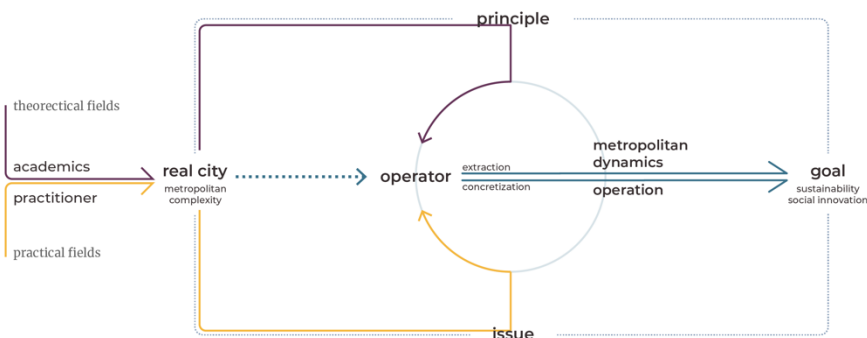 principle
theorectical fields
academics
practitioner
practical fields
real city
metropolitan
complexity
operator
extraction
concretization
metropolitan
dynamics
operation
goal
sustainability
social innovation
issue